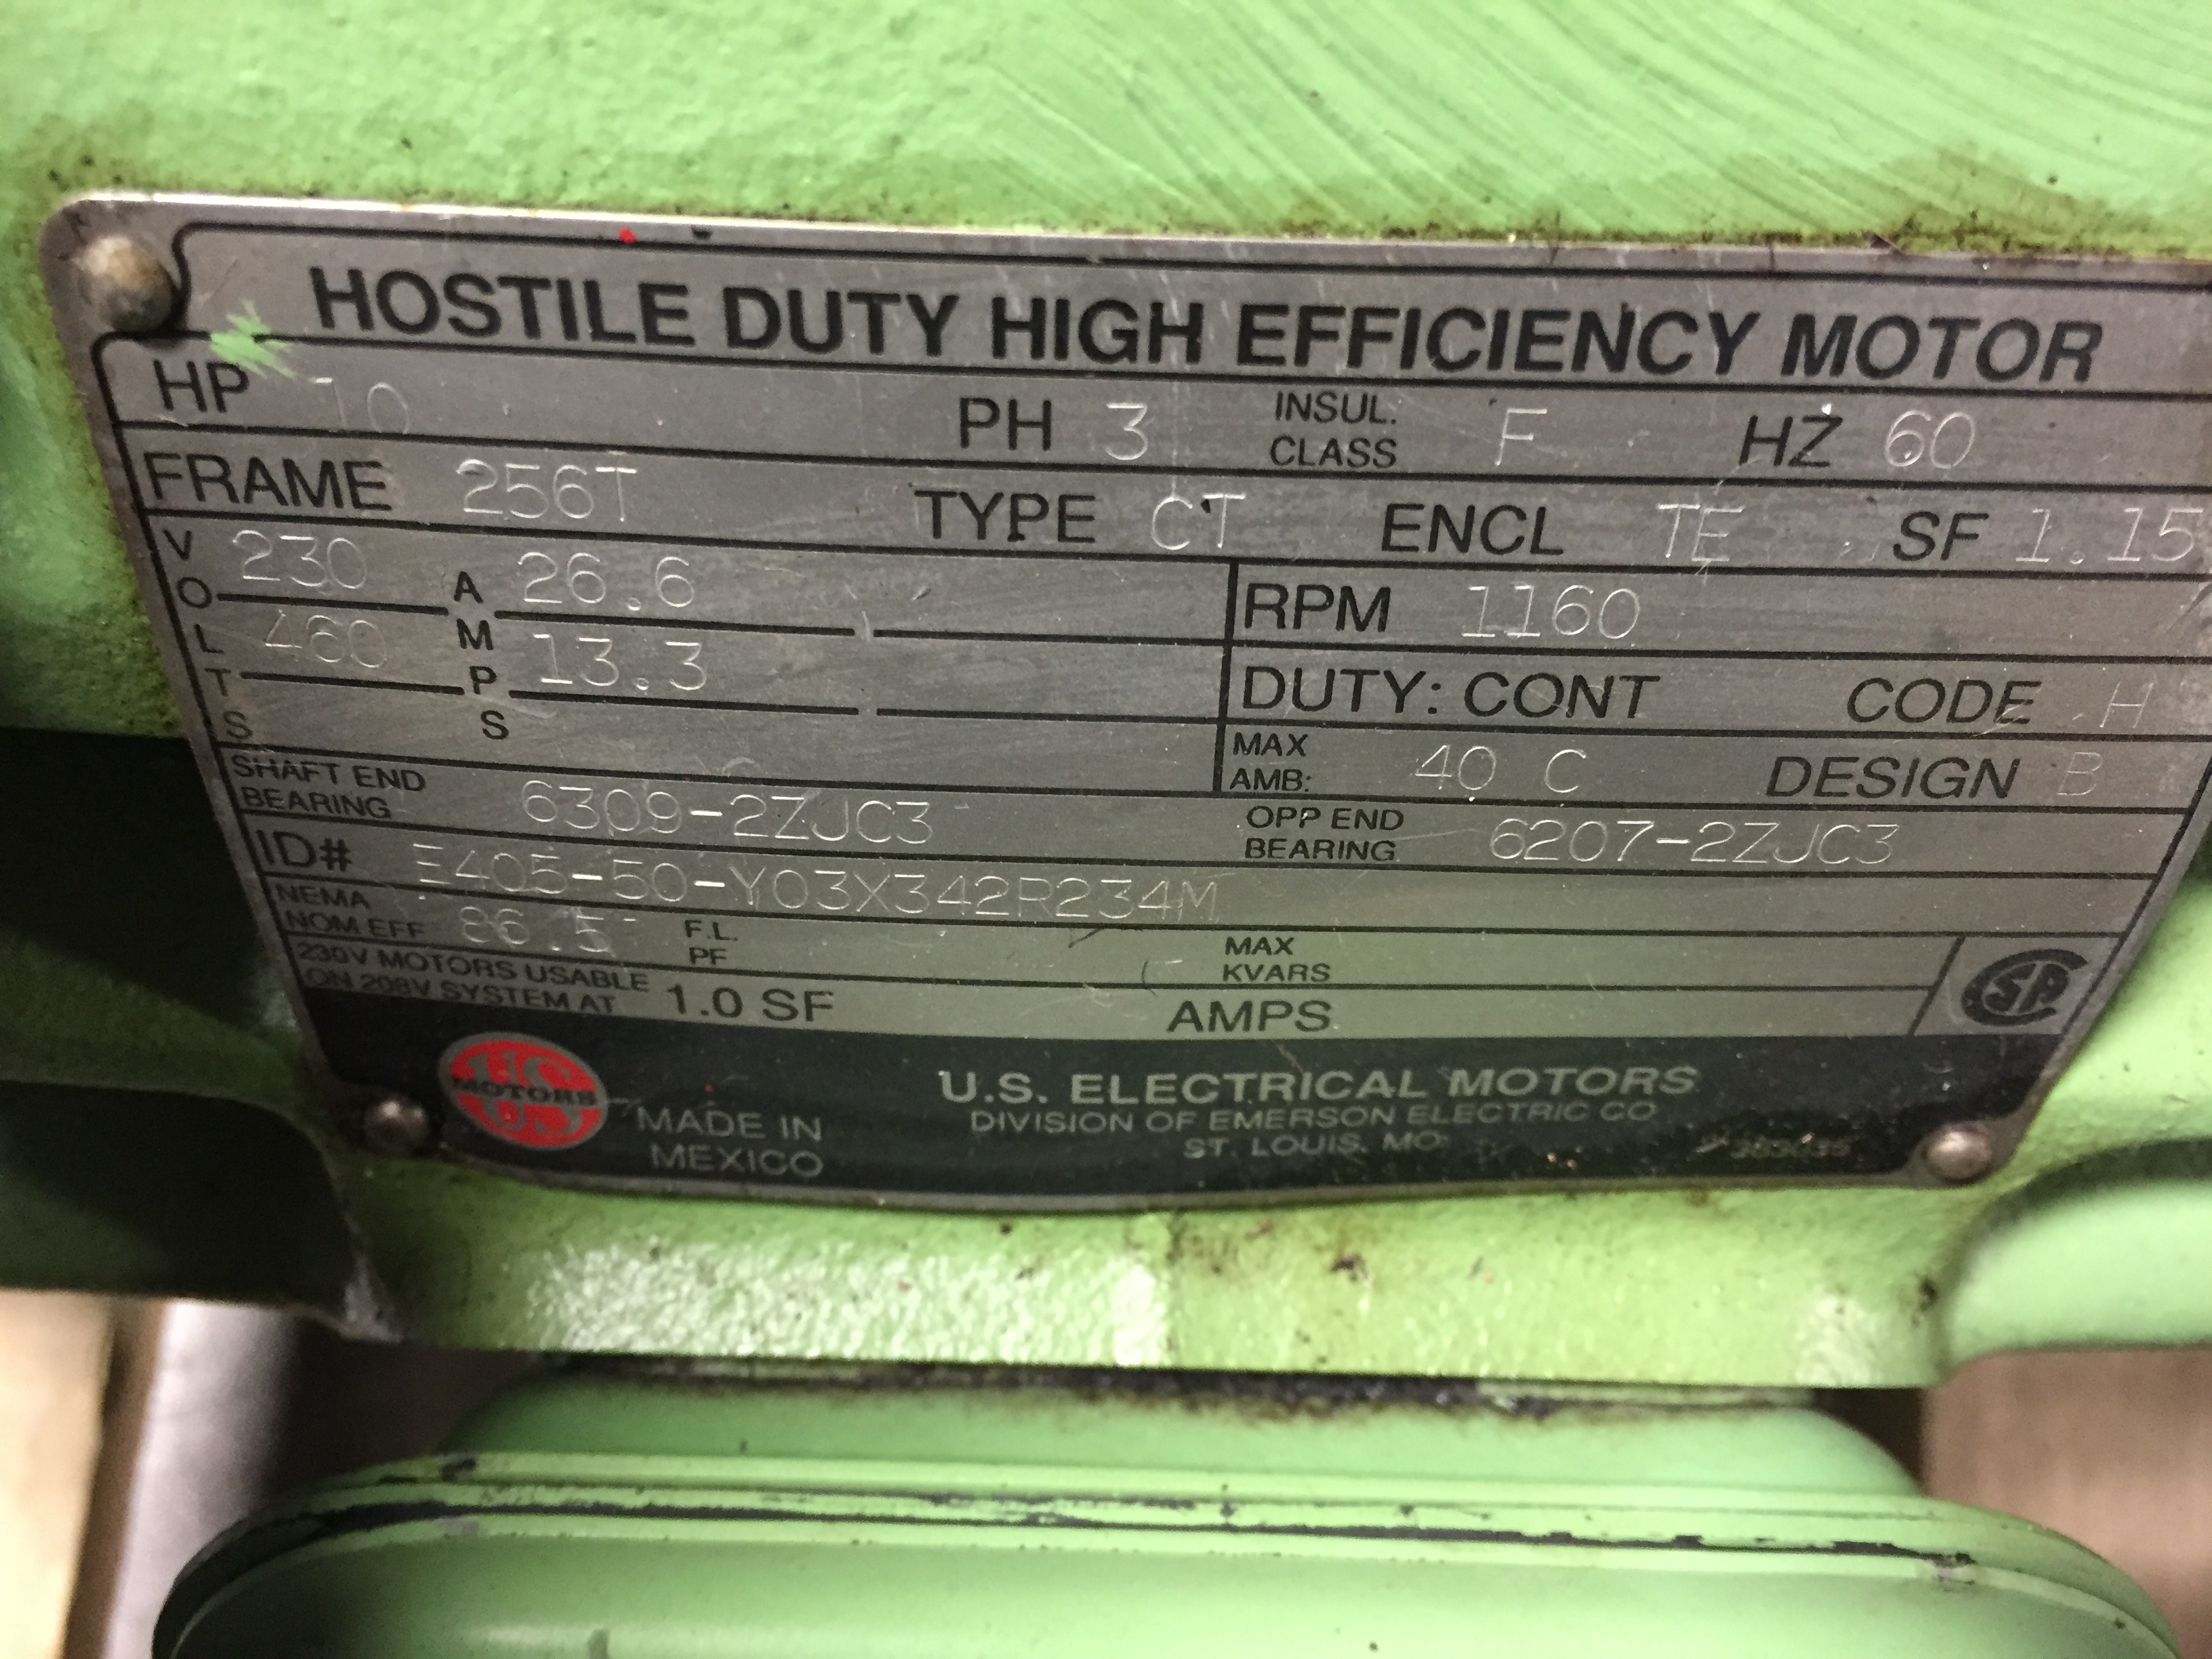 HOSTILE DUTY HIGH EFFICIENCY MOTOR
HP 10 PH 3 INSUL. CLASS F HZ 60
FRAME 256T TYPE CT ENCL TE SF 1.15
VOLTS 230 AMPS 26.6 RPM 1160
460 13.3 DUTY: CONT CODE H
MAX AMB: 40 C DESIGN B
SHAFT END BEARING 6309-2ZJC3 OPP END BEARING 6207-2ZJC3
ID# E405-50-Y03X342R234M
NEMA NOM EFF 86.5 F.L. PF MAX KVARS
230V MOTORS USABLE
ON 208V SYSTEM AT 1.0 SF AMPS
US MOTORS
MADE IN
MEXICO
U.S. ELECTRICAL MOTORS
DIVISION OF EMERSON ELECTRIC CO
ST. LOUIS, MO